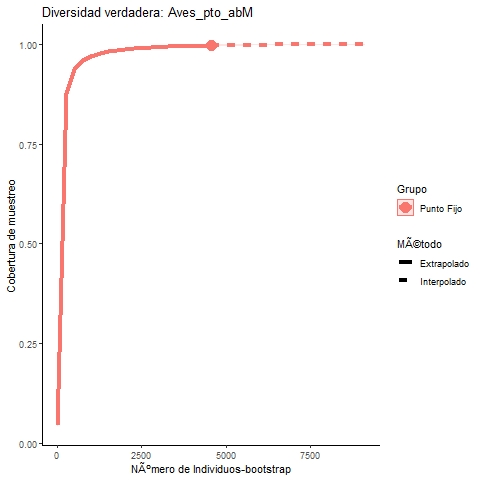 Diversidad verdadera: Aves_pto_abM
1.00
0.75
0.50
0.25
0.00
Cobertura de muestreo
0
2500
5000
7500
NÃºmero de Individuos-bootstrap
Grupo
Punto Fijo
MÃ©todo
Extrapolado
Interpolado